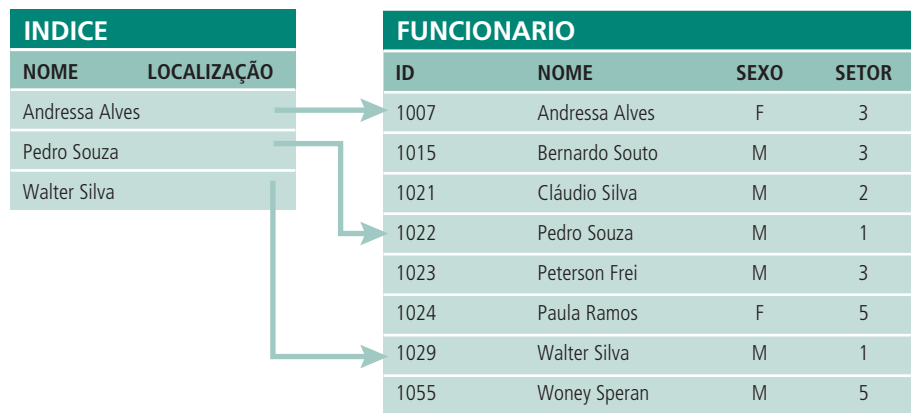 INDICE
NOME LOCALIZAÇÃO
Andressa Alves
Pedro Souza
Walter Silva
FUNCIONARIO
ID NOME SEXO SETOR
1007 Andressa Alves F 3
1015 Bernardo Souto M 3
1021 Cláudio Silva M 2
1022 Pedro Souza M 1
1023 Peterson Frei M 3
1024 Paula Ramos F 5
1029 Walter Silva M 1
1055 Woney Speran M 5